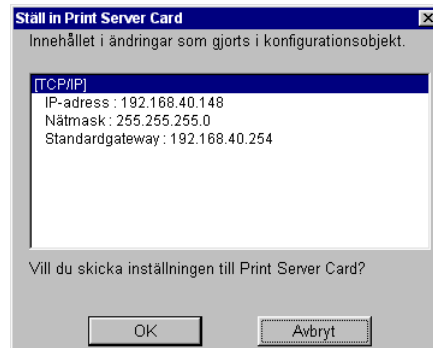 Ställ in Print Server Card
Innehållet i ändringar som gjorts i konfigurationsobjekt.
[TCP/IP]
IP-adress : 192.168.40.148
Nätmask : 255.255.255.0
Standardgateway : 192.168.40.254
Vill du skicka inställningen till Print Server Card?
OK
Avbryt